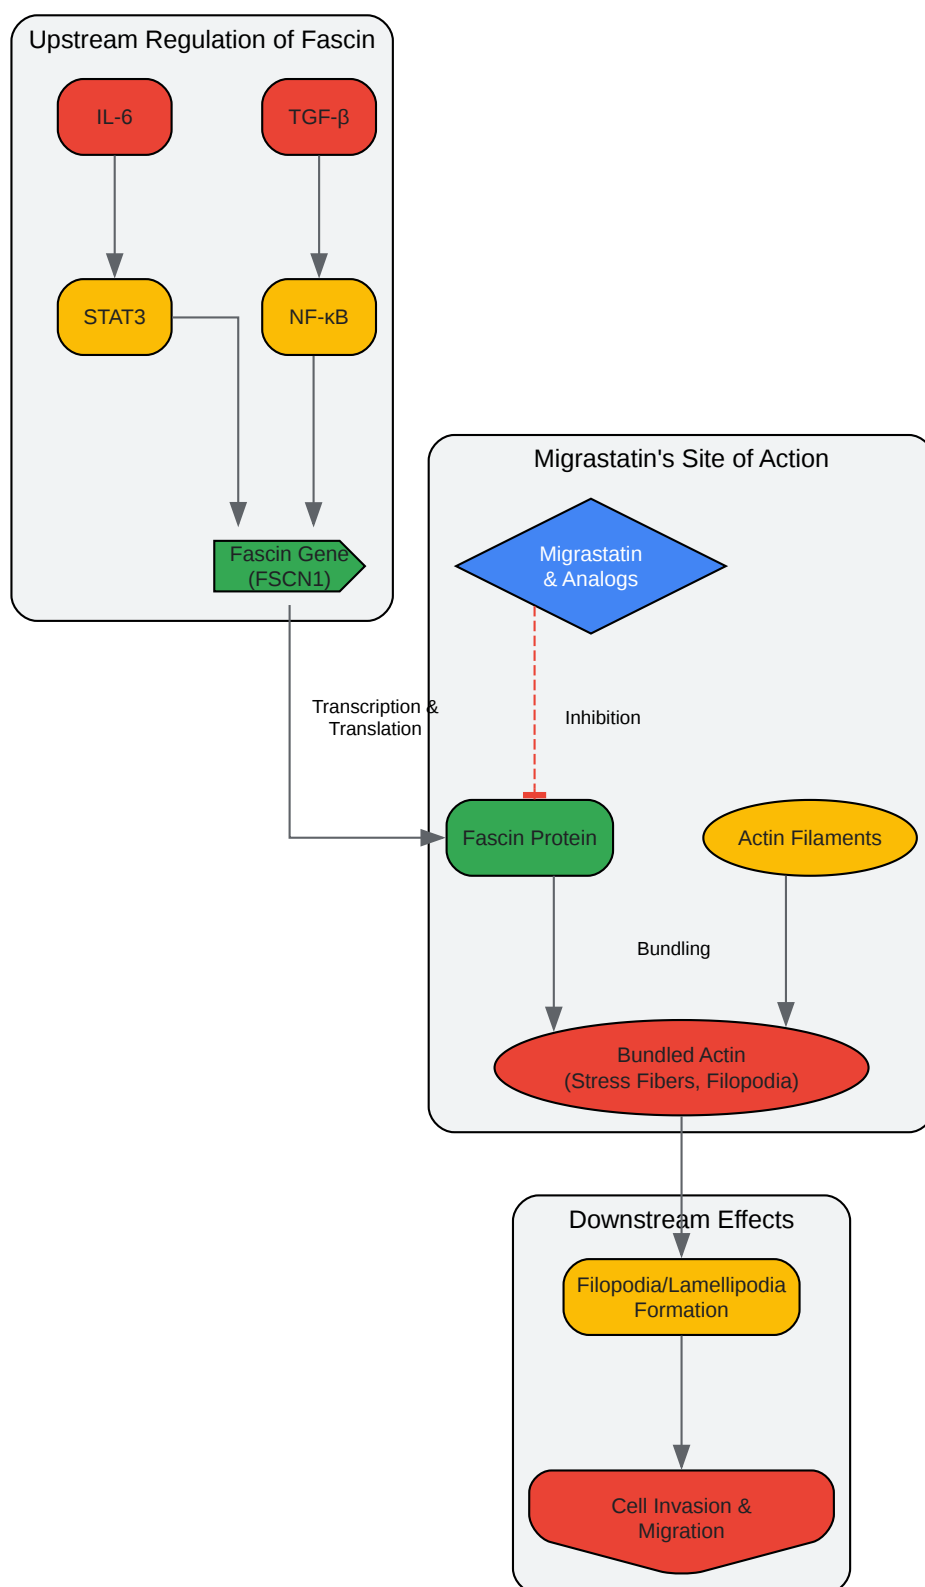 Upstream Regulation of Fascin
IL-6
TGF-β
STAT3
NF-κB
Fascin Gene
(FSCN1)
Transcription &
Translation
Migrastatin's Site of Action
Migrastatin
& Analogs
Inhibition
Fascin Protein
Actin Filaments
Bundling
Bundled Actin
(Stress Fibers, Filopodia)
Downstream Effects
Filopodia/Lamellipodia
Formation
Cell Invasion &
Migration